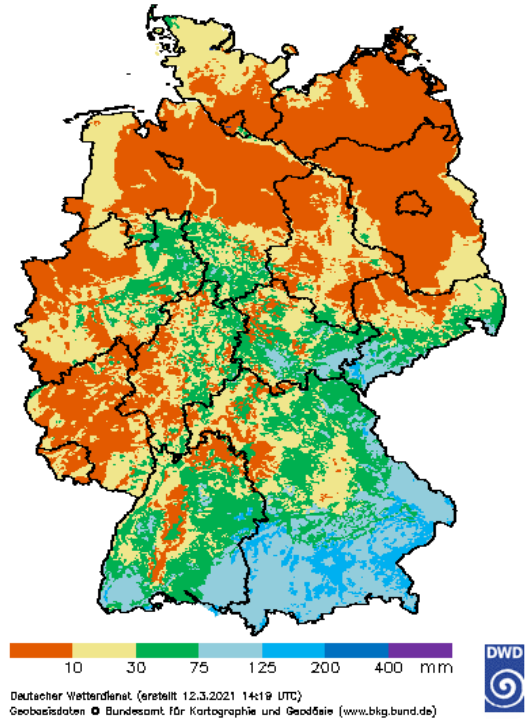 10 30 75 125 200 400 mm
DWD
Deutscher Wetterdienst (erstellt 12.3.2021 14:19 UTC)
Geobasisdaten © Bundesamt für Kartographie und Geodäsie (www.bkg.bund.de)